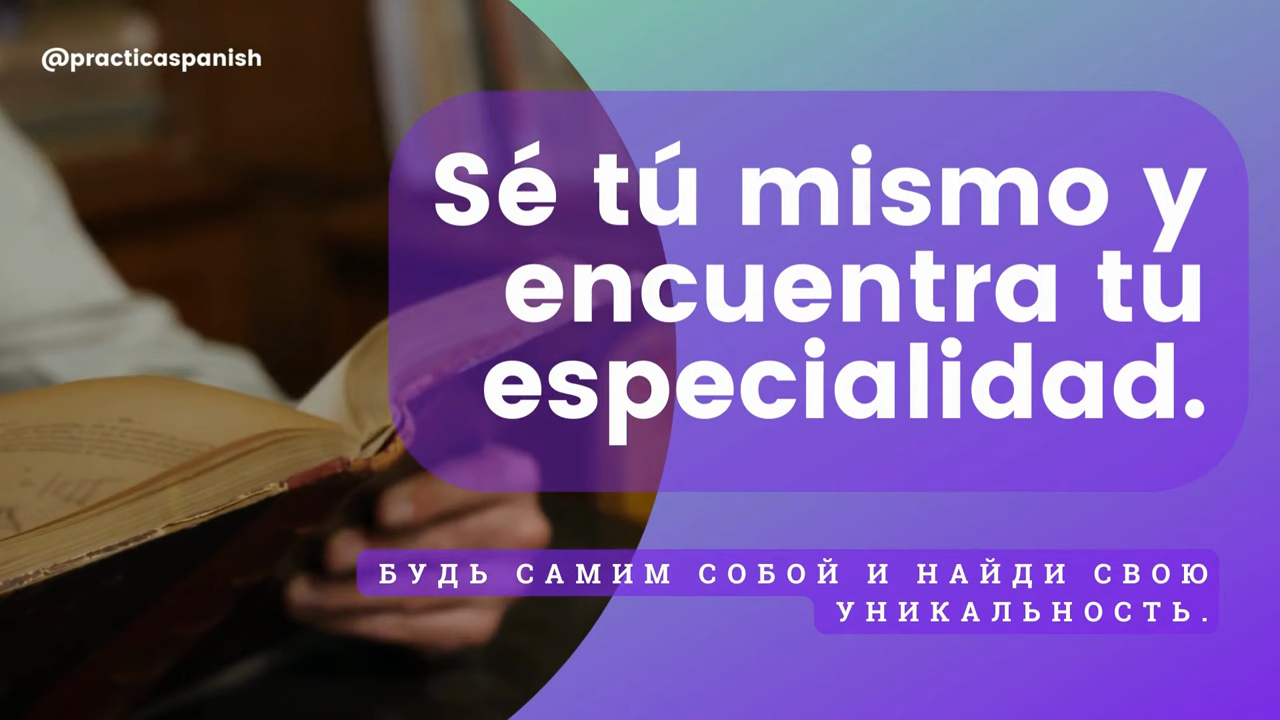 @practicaspanish
Sé tú mismo y
encuentra tu
especialidad.
БУДЬ САМИМ СОБОЙ И НАЙДИ СВОЮ
УНИКАЛЬНОСТЬ.